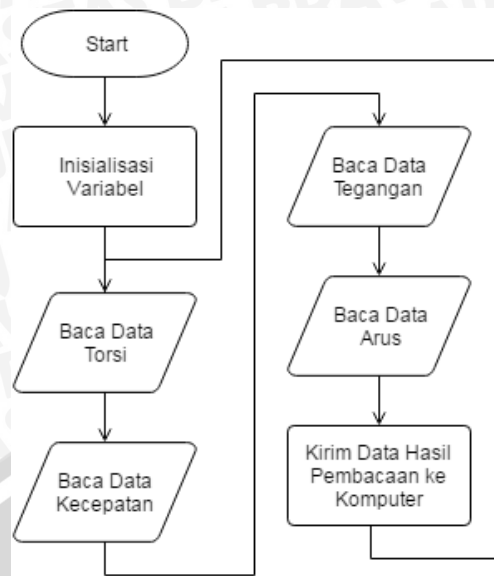 Start
Inisialisasi
Variabel
Baca Data
Torsi
Baca Data
Kecepatan
Baca Data
Tegangan
Baca Data
Arus
Kirim Data Hasil
Pembacaan ke
Komputer